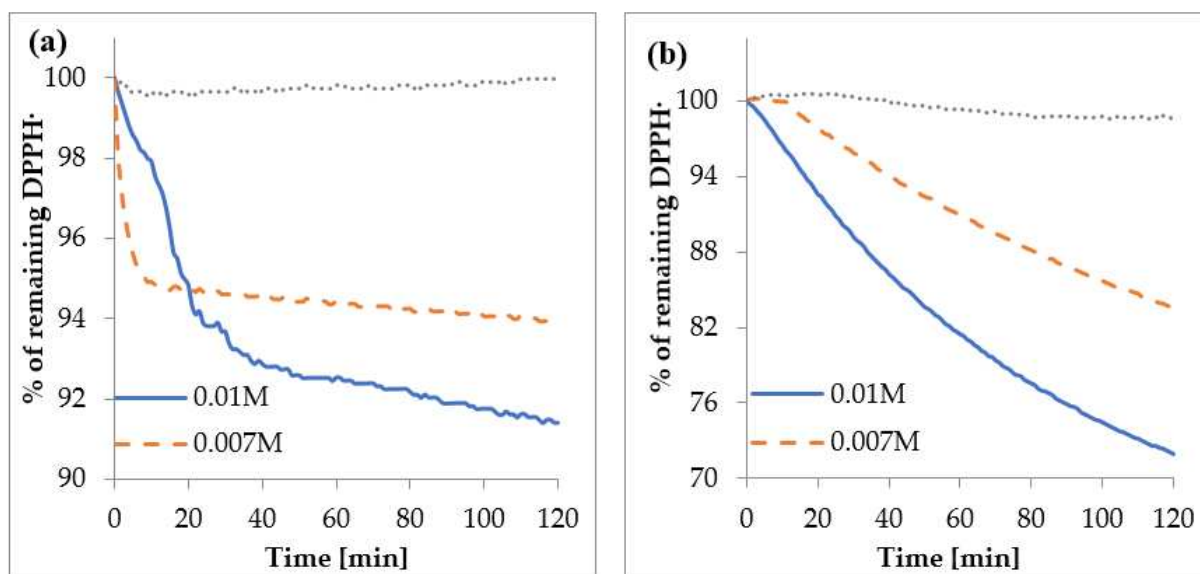 (a)
% of remaining DPPH·
100
98
96
94
92
90
0.01M
0.007M
0 20 40 60 80 100 120
Time [min]
(b)
% of remaining DPPH·
100
94
88
82
76
70
0.01M
0.007M
0 20 40 60 80 100 120
Time [min]